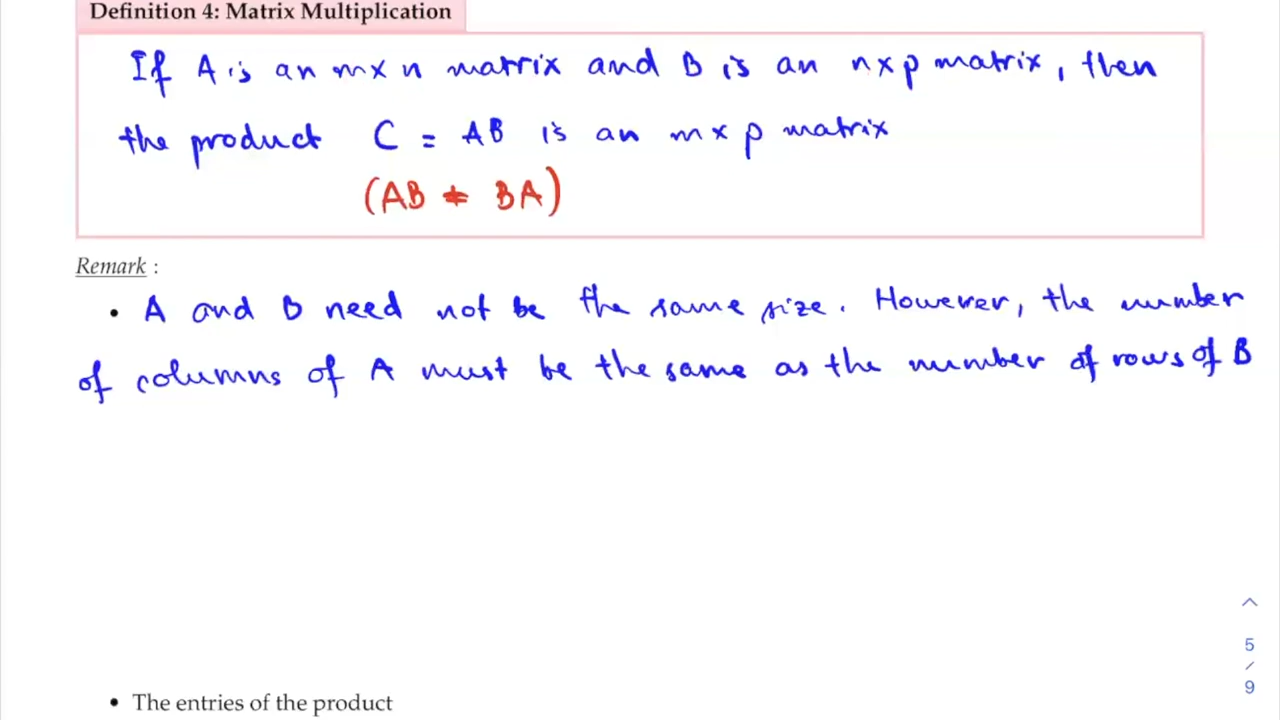 Definition 4: Matrix Multiplication
If A is an m x n matrix and B is an n x p matrix, then
the product C = AB is an m x p matrix
(AB ≠ BA)
Remark :
• A and B need not be the same size. However, the number
of columns of A must be the same as the number of rows of B
• The entries of the product
5
/
9